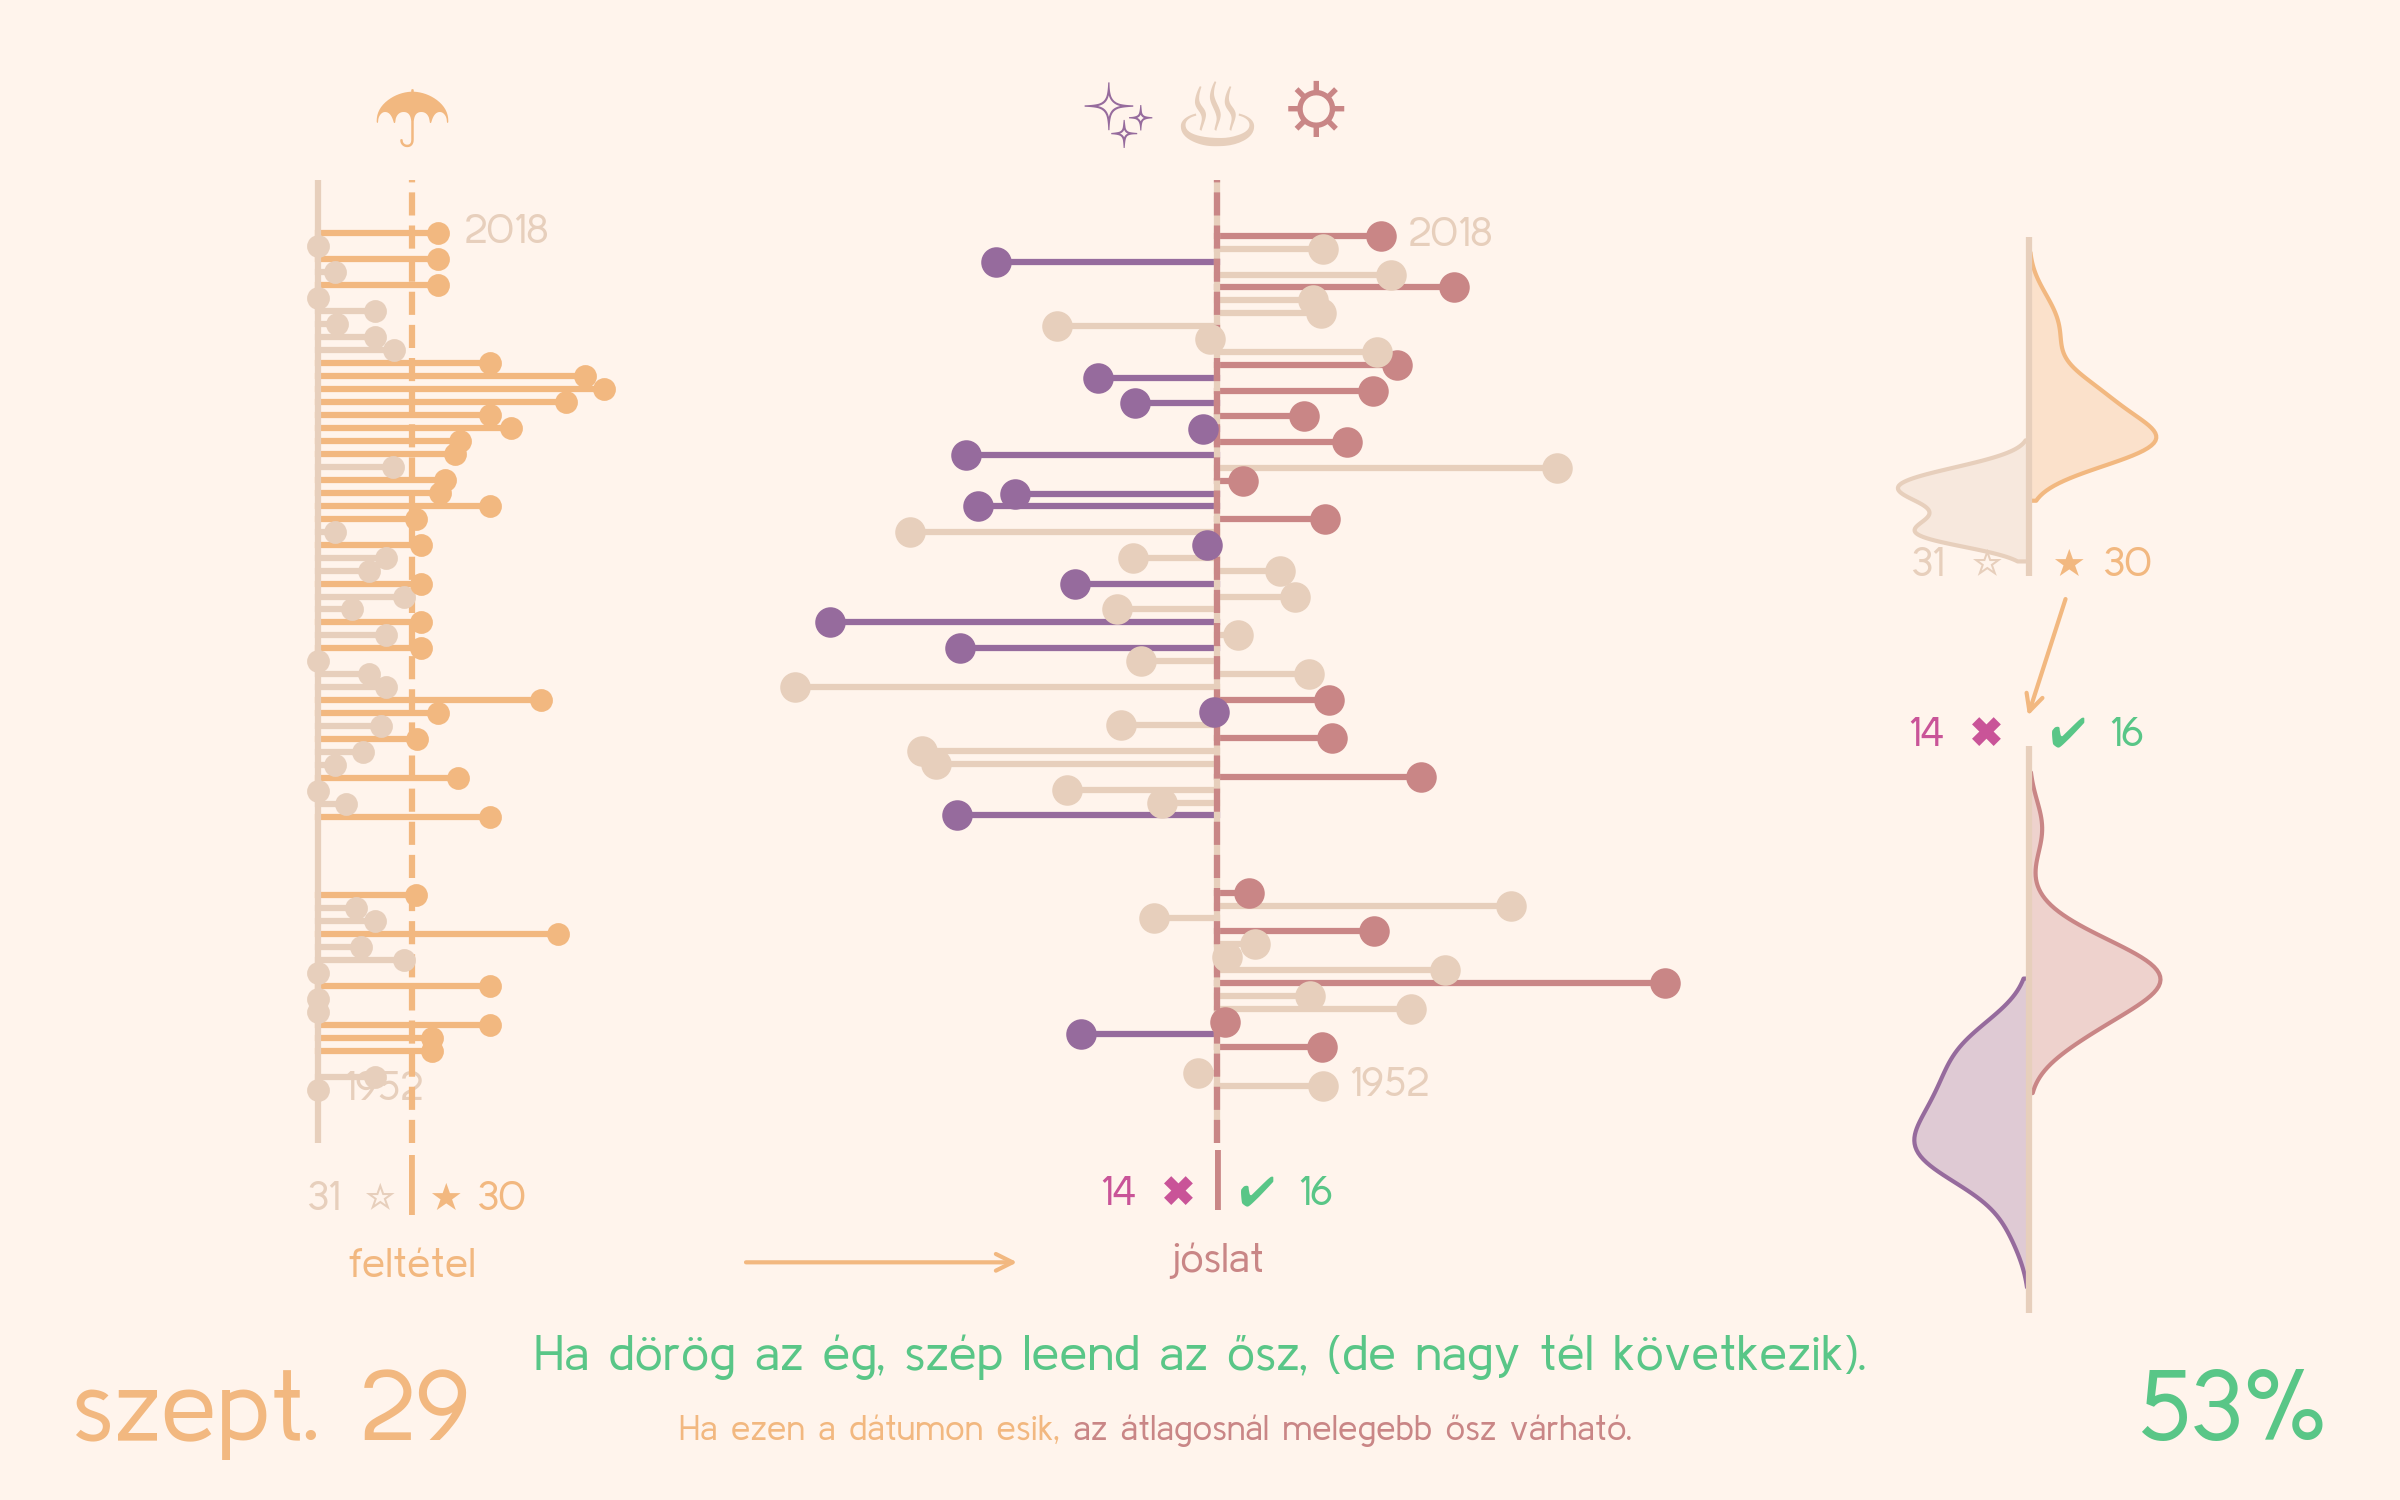 2018
2018
31 ☆ ★ 30
14 ✖ ✔ 16
1952
1952
31 ☆ ★ 30
14 ✖ ✔ 16
feltétel
jóslat
Ha dörög az ég, szép leend az ősz, (de nagy tél következik).
szept. 29
53%
Ha ezen a dátumon esik, az átlagosnál melegebb ősz várható.